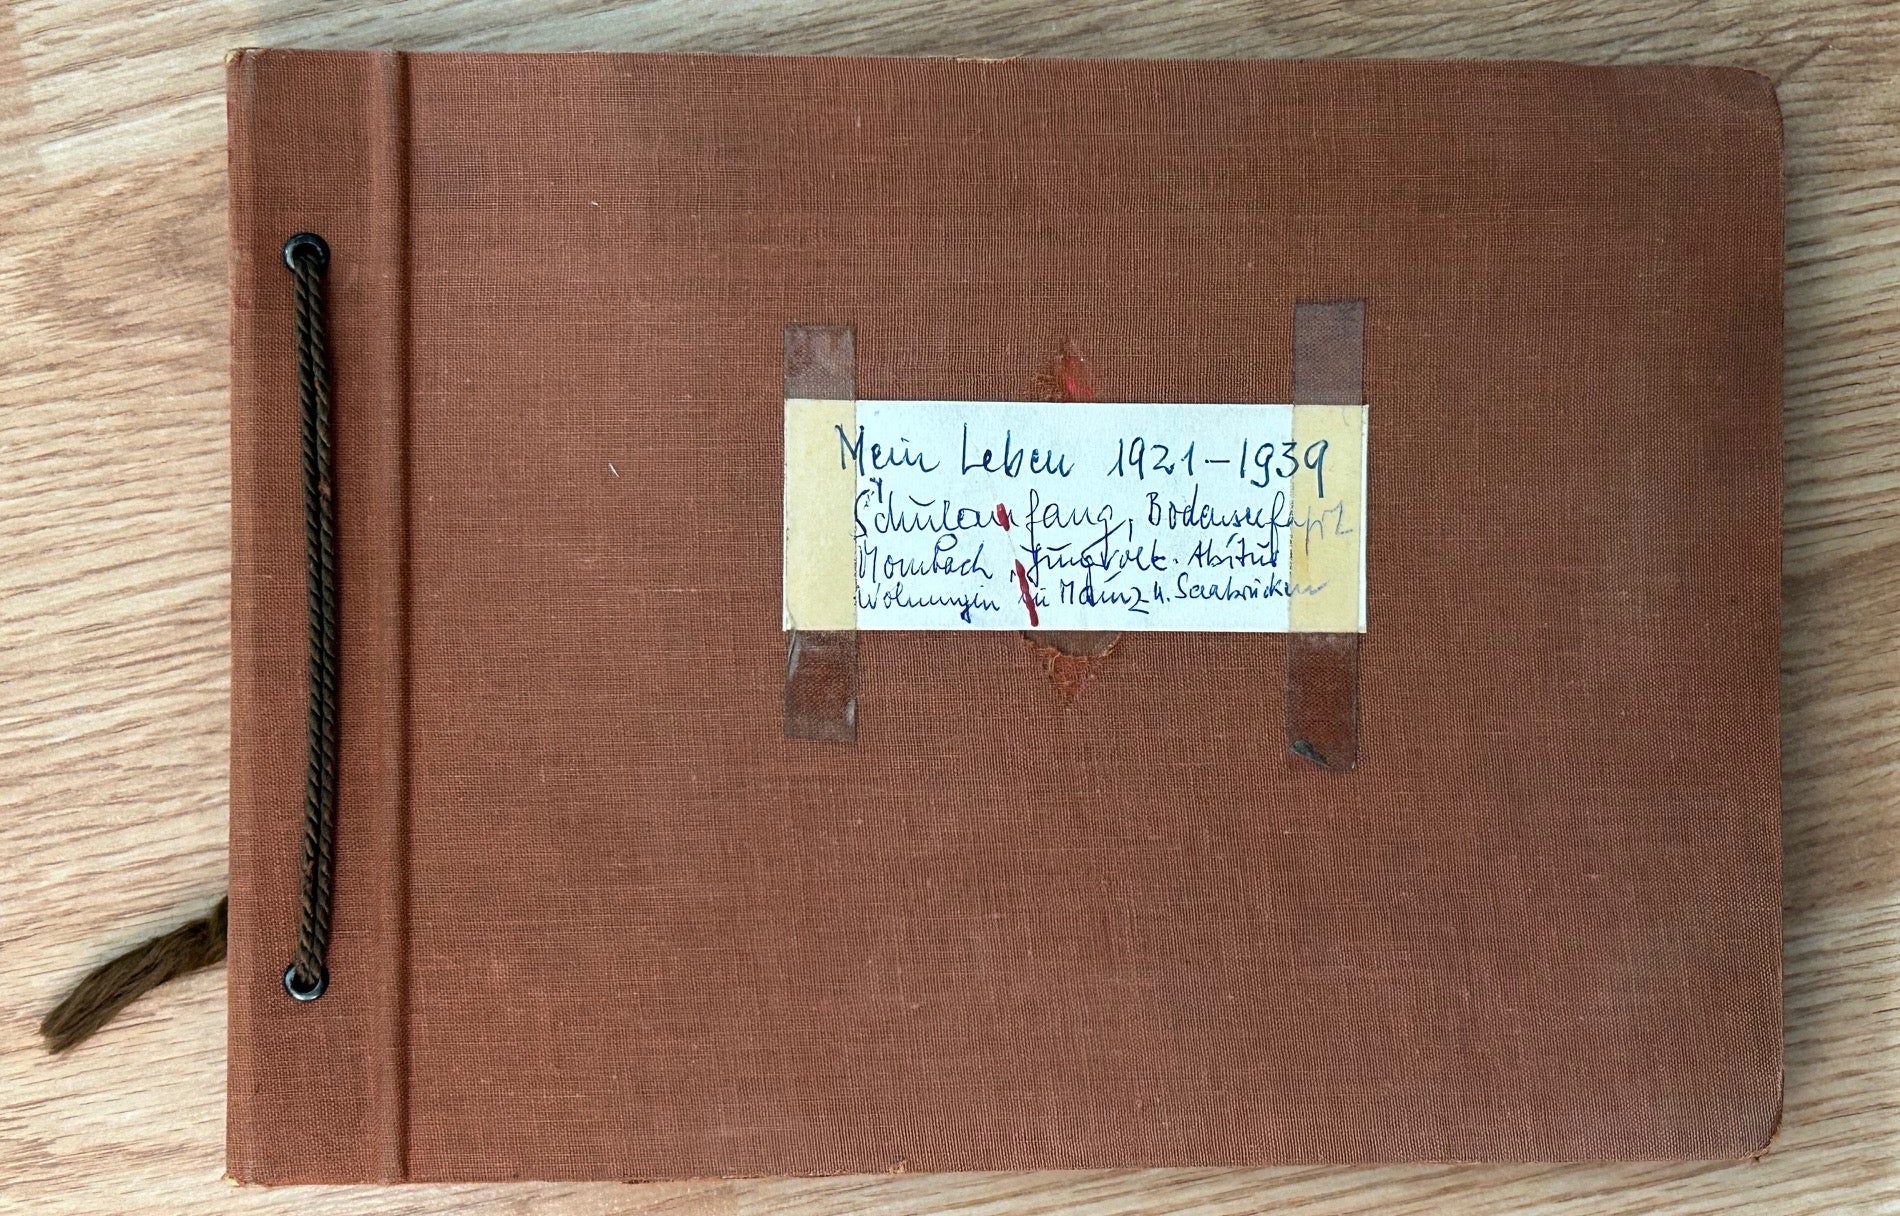 Mein Leben 1921-1939
Schulanfang, Bodenseefahrt
Mombach, Jungvolk. Abitur
Wohnungen in Mainz u. Saarbrücken